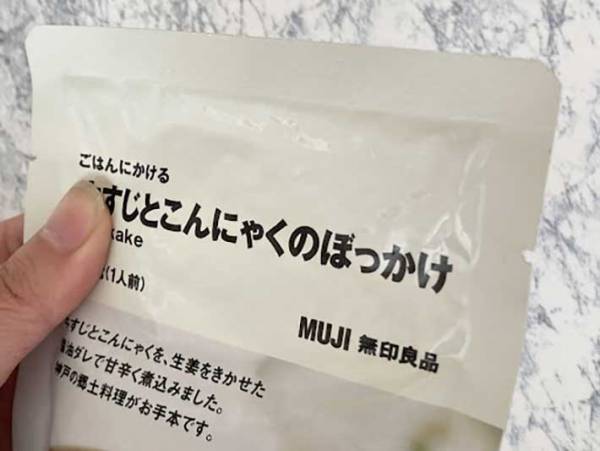 ごはんにかける
すじとこんにゃくのぼっかけ
(1人前)
MUJI 無印良品
すじとこんにゃくを、生姜をきかせた
油ダレで甘辛く煮込みました。
神戸の郷土料理がお手本です。